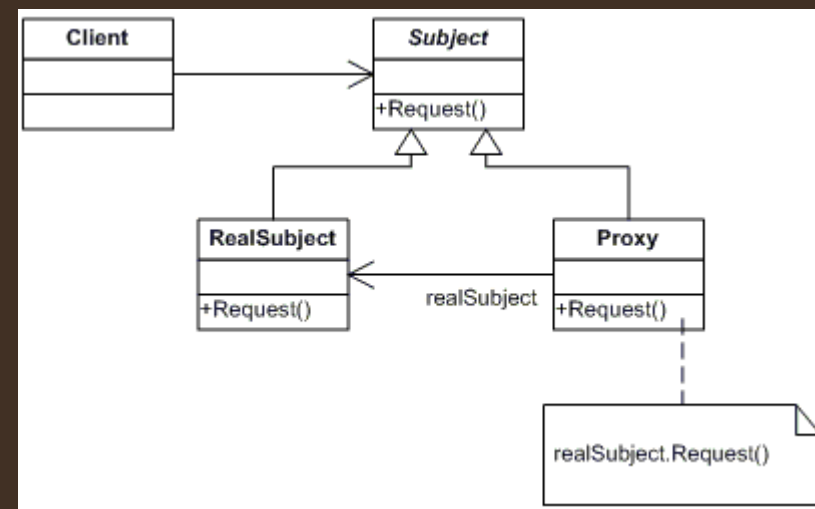 Client
Subject
+Request()
RealSubject
+Request()
realSubject
Proxy
+Request()
realSubject.Request()